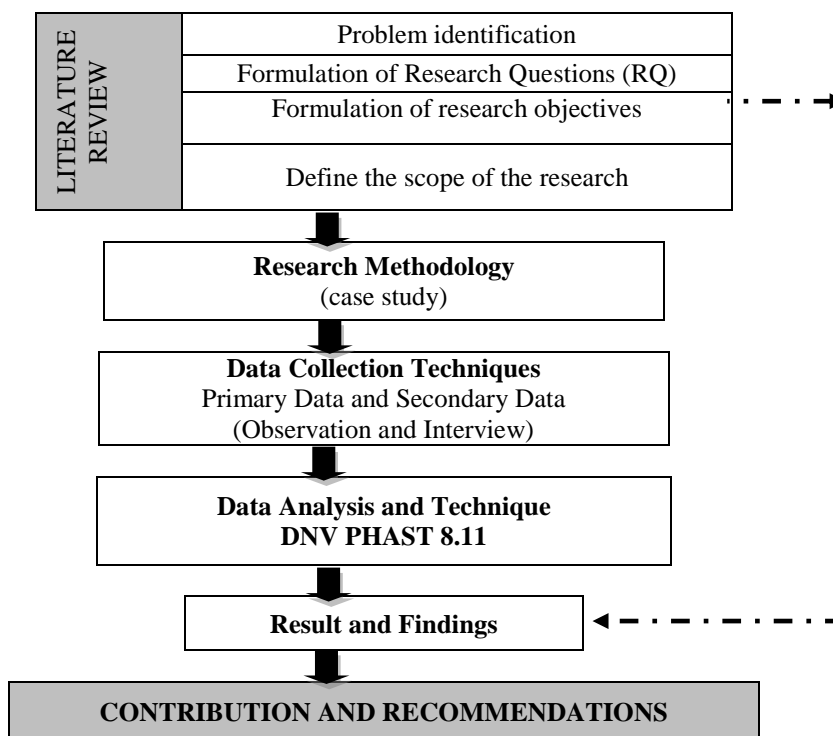 LITERATURE
REVIEW
Problem identification
Formulation of Research Questions (RQ)
Formulation of research objectives
Define the scope of the research
Research Methodology
(case study)
Data Collection Techniques
Primary Data and Secondary Data
(Observation and Interview)
Data Analysis and Technique
DNV PHAST 8.11
Result and Findings
CONTRIBUTION AND RECOMMENDATIONS